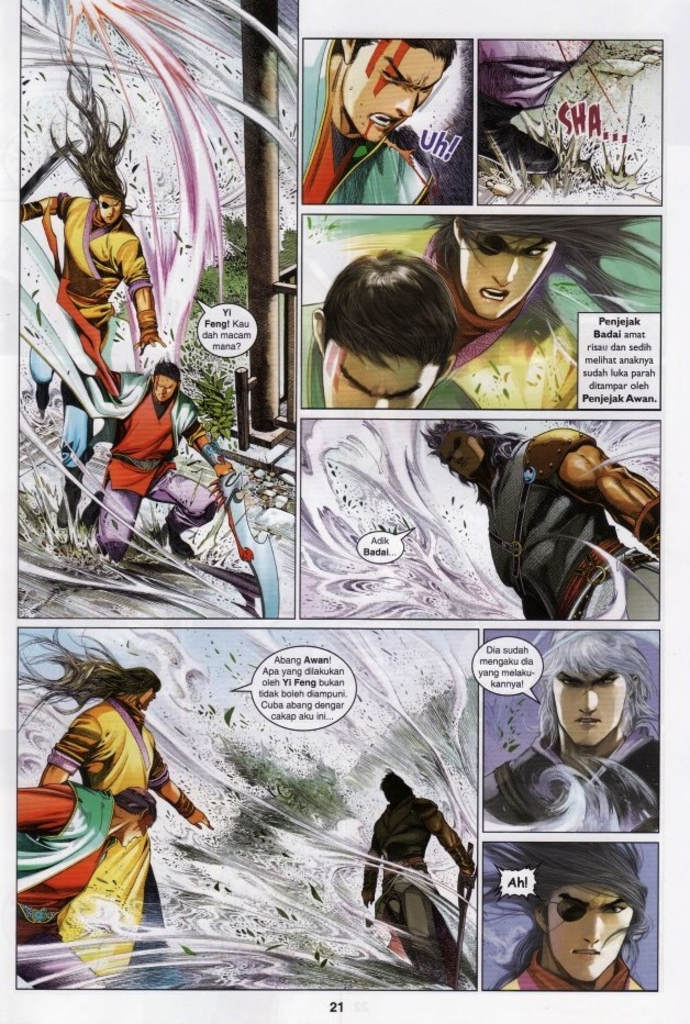 Yi
Feng! Kau
dah macam
mana?
Uh!
SHA...
Penjejak
Badai amat
risau dan sedih
melihat anaknya
sudah luka parah
ditampar oleh
Penjejak Awan.
Adik
Badai...
Abang Awan!
Apa yang dilakukan
oleh Yi Feng bukan
tidak boleh diampuni.
Cuba abang dengar
cakap aku ini...
Dia sudah
mengaku dia
yang melaku-
kannya!
Ah!
21